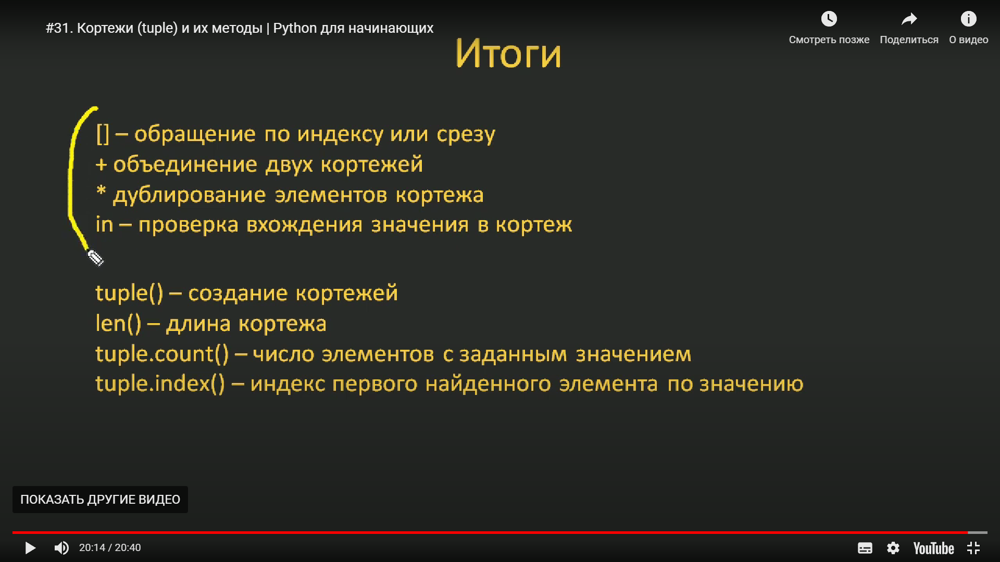 #31. Кортежи (tuple) и их методы | Python для начинающих
Смотреть позже
Поделиться
О видео
Итоги
[] – обращение по индексу или срезу
+ объединение двух кортежей
* дублирование элементов кортежа
in – проверка вхождения значения в кортеж
tuple() – создание кортежей
len() – длина кортежа
tuple.count() – число элементов с заданным значением
tuple.index() – индекс первого найденного элемента по значению
ПОКАЗАТЬ ДРУГИЕ ВИДЕО
20:14 / 20:40
YouTube